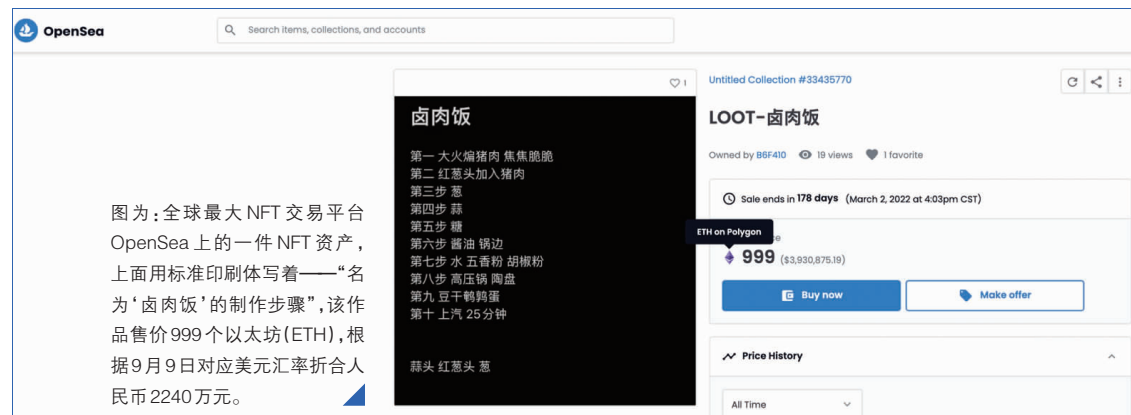 OpenSea
Search items, collections, and accounts
图为：全球最大NFT交易平台
OpenSea上的一件NFT资产，
上面用标准印刷体写着——“名
为‘卤肉饭’的制作步骤”，该作
品售价999个以太坊(ETH)，根
据9月9日对应美元汇率折合人
民币2240万元。
1
卤肉饭
第一 大火煸猪肉 焦焦脆脆
第二 红葱头加入猪肉
第三步 葱
第四步 蒜
第五步 糖
第六步 酱油 锅边
第七步 水 五香粉 胡椒粉
第八步 高压锅 陶盘
第九 豆干鹌鹑蛋
第十 上汽 25分钟
蒜头 红葱头 葱
Untitled Collection #33435770
LOOT-卤肉饭
Owned by B6F410 19 views 1 favorite
Sale ends in 178 days (March 2, 2022 at 4:03pm CST)
ETH on Polygon
999 ($3,930,875.19)
Buy now
Make offer
Price History
All Time